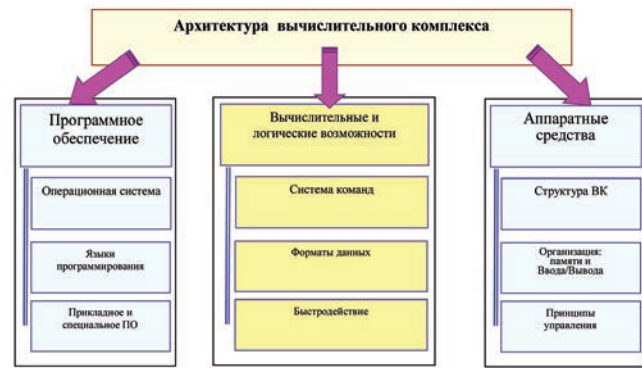 Архитектура вычислительного комплекса
Программное
обеспечение
Операционная система
Языки
программирования
Прикладное и
специальное ПО
Вычислительные и
логические возможности
Система команд
Форматы данных
Быстродействие
Аппаратные
средства
Структура ВК
Организация:
памяти и
Ввода/Вывода
Принципы
управления